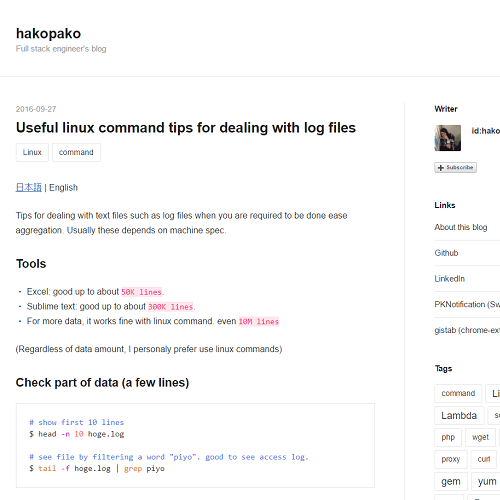 hakopako
Full stack engineer's blog
2016-09-27
Useful linux command tips for dealing with log files
Linux command
日本語 | English
Tips for dealing with text files such as log files when you are required to be done ease
aggregation. Usually these depends on machine spec.
Tools
・ Excel: good up to about 50K lines.
・ Sublime text: good up to about 300K lines.
・ For more data, it works fine with linux command. even 10M lines
(Regardless of data amount, I personaly prefer use linux commands)
Check part of data (a few lines)
# show first 10 lines
$ head -n 10 hoge.log
# see file by filtering a word "piyo". good to see access log.
$ tail -f hoge.log | grep piyo
Writer
id:hako
Subscribe
Links
About this blog
Github
LinkedIn
PKNotification (Sw
gistab (chrome-ext
Tags
command Li
Lambda
php wget
proxy curl
gem yum